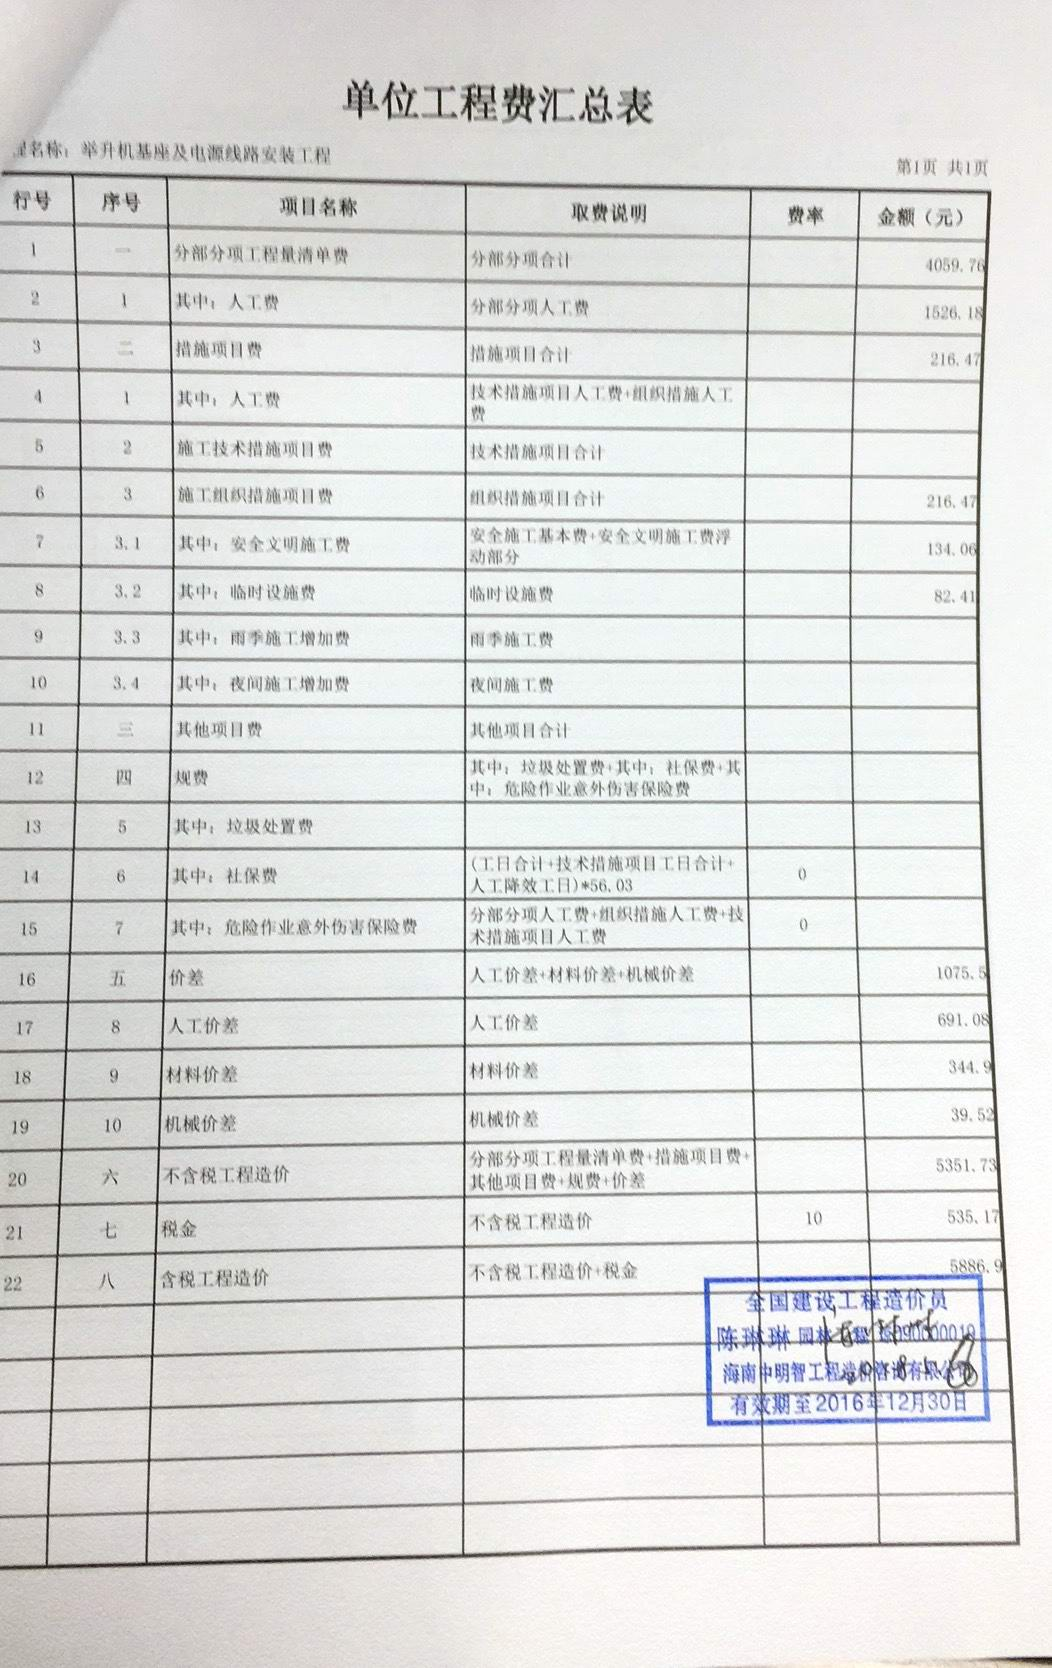 单位工程费汇总表
程名称：举升机基座及电源线路安装工程 第1页 共1页
行号 序号 项目名称 取费说明 费率 金额（元）
1 一 分部分项工程量清单费 分部分项合计 4059.76
2 1 其中：人工费 分部分项人工费 1526.18
3 二 措施项目费 措施项目合计 216.47
4 1 其中：人工费 技术措施项目人工费+组织措施人工
费
5 2 施工技术措施项目费 技术措施项目合计
6 3 施工组织措施项目费 组织措施项目合计 216.47
7 3.1 其中：安全文明施工费 安全施工基本费+安全文明施工费浮
动部分 134.06
8 3.2 其中：临时设施费 临时设施费 82.41
9 3.3 其中：雨季施工增加费 雨季施工费
10 3.4 其中：夜间施工增加费 夜间施工费
11 三 其他项目费 其他项目合计
12 四 规费 其中：垃圾处置费+其中：社保费+其
中：危险作业意外伤害保险费
13 5 其中：垃圾处置费
14 6 其中：社保费 (工日合计+技术措施项目工日合计+
人工降效工日)*56.03 0
15 7 其中：危险作业意外伤害保险费 分部分项人工费+组织措施人工费+技
术措施项目人工费 0
16 五 价差 人工价差+材料价差+机械价差 1075.5
17 8 人工价差 人工价差 691.08
18 9 材料价差 材料价差 344.9
19 10 机械价差 机械价差 39.52
20 六 不含税工程造价 分部分项工程量清单费+措施项目费+
其他项目费+规费+价差 5351.73
21 七 税金 不含税工程造价 10 535.17
22 八 含税工程造价 不含税工程造价+税金 5886.9
全国建设工程造价员
陈琳琳 园林
海南中明智工程造价咨询有限公司
有效期至2016年12月30日